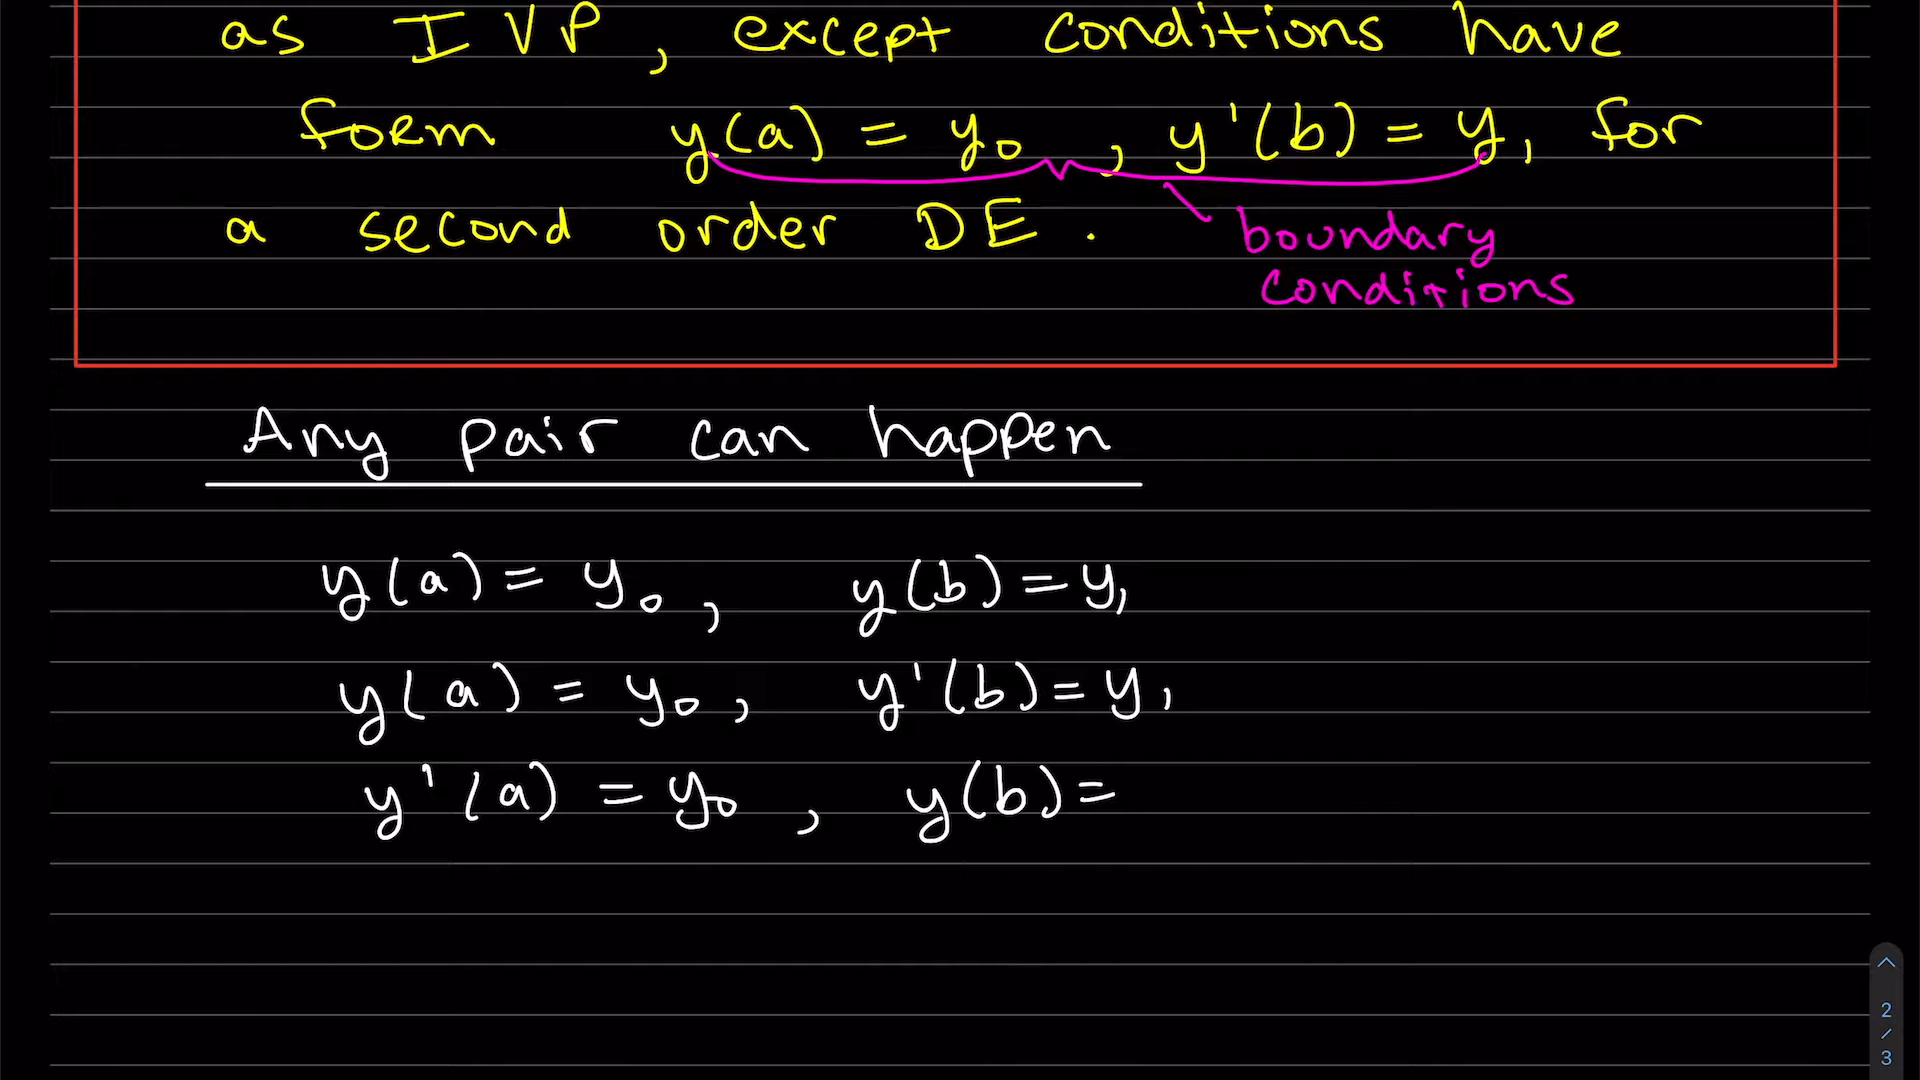 as IVP, except conditions have
form y(a) = y₀, y'(b) = y₁ for
a second order DE.
boundary
conditions
Any pair can happen
y(a) = y₀, y(b) = y₁
y(a) = y₀, y'(b) = y₁
y'(a) = y₀, y(b) =
2
/
3